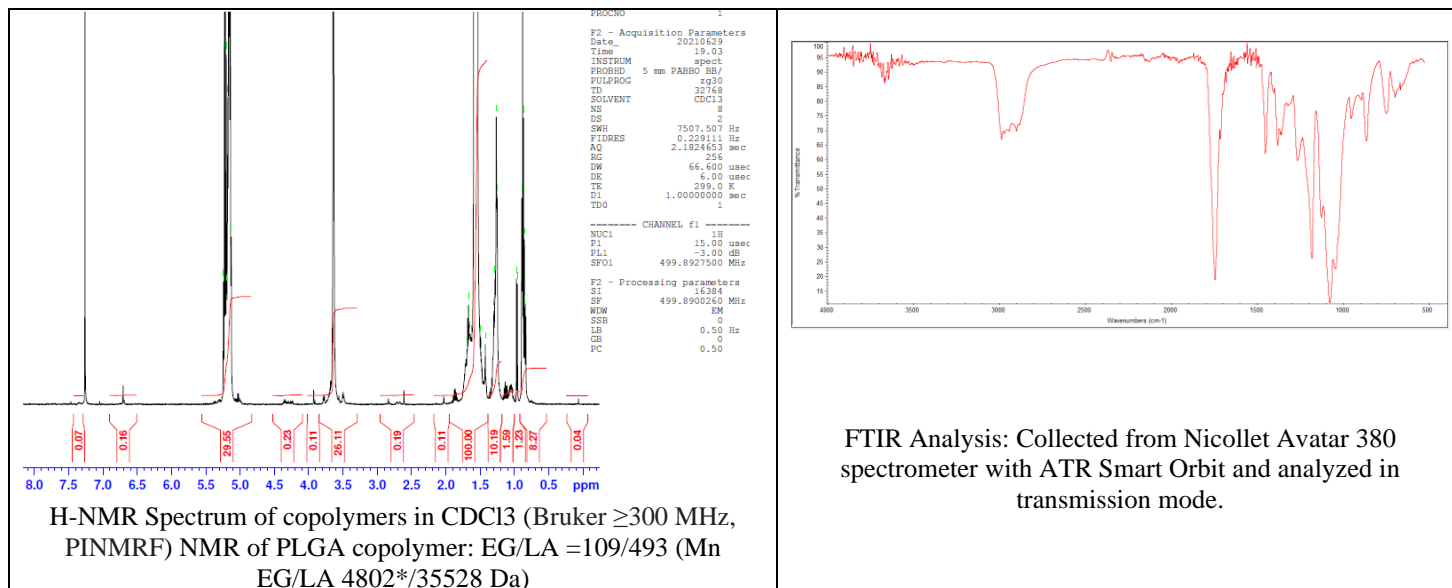 PROCNO 1
F2 - Acquisition Parameters
Date_ 20210629
Time 19.03
INSTRUM spect
PROBHD 5 mm PABBO BB/
PULPROG zg30
TD 32768
SOLVENT CDCl3
NS 8
DS 2
SWH 7507.507 Hz
FIDRES 0.229111 Hz
AQ 2.1824653 sec
RG 256
DW 66.600 usec
DE 6.00 usec
TE 299.0 K
D1 1.00000000 sec
TD0 1
======== CHANNEL f1 ========
NUC1 1H
P1 15.00 usec
PL1 -3.00 dB
SFO1 499.8927500 MHz
F2 - Processing parameters
SI 16384
SF 499.8900260 MHz
WDW EM
SSB 0
LB 0.50 Hz
GB 0
PC 0.50
0.07 0.16 29.55 0.23 0.11 26.11 0.19 0.11 100.00 10.19 1.59 1.23 8.27 0.04
8.0 7.5 7.0 6.5 6.0 5.5 5.0 4.5 4.0 3.5 3.0 2.5 2.0 1.5 1.0 0.5 ppm
H-NMR Spectrum of copolymers in CDCl3 (Bruker ≥300 MHz,
PINMRF) NMR of PLGA copolymer: EG/LA =109/493 (Mn
EG/LA 4802*/35528 Da)
100
95
90
85
80
75
70
65
60
55
50
45
40
35
30
25
20
15
% Transmittance
4000 3500 3000 2500 2000 1500 1000 500
Wavenumbers (cm-1)
FTIR Analysis: Collected from Nicollet Avatar 380
spectrometer with ATR Smart Orbit and analyzed in
transmission mode.